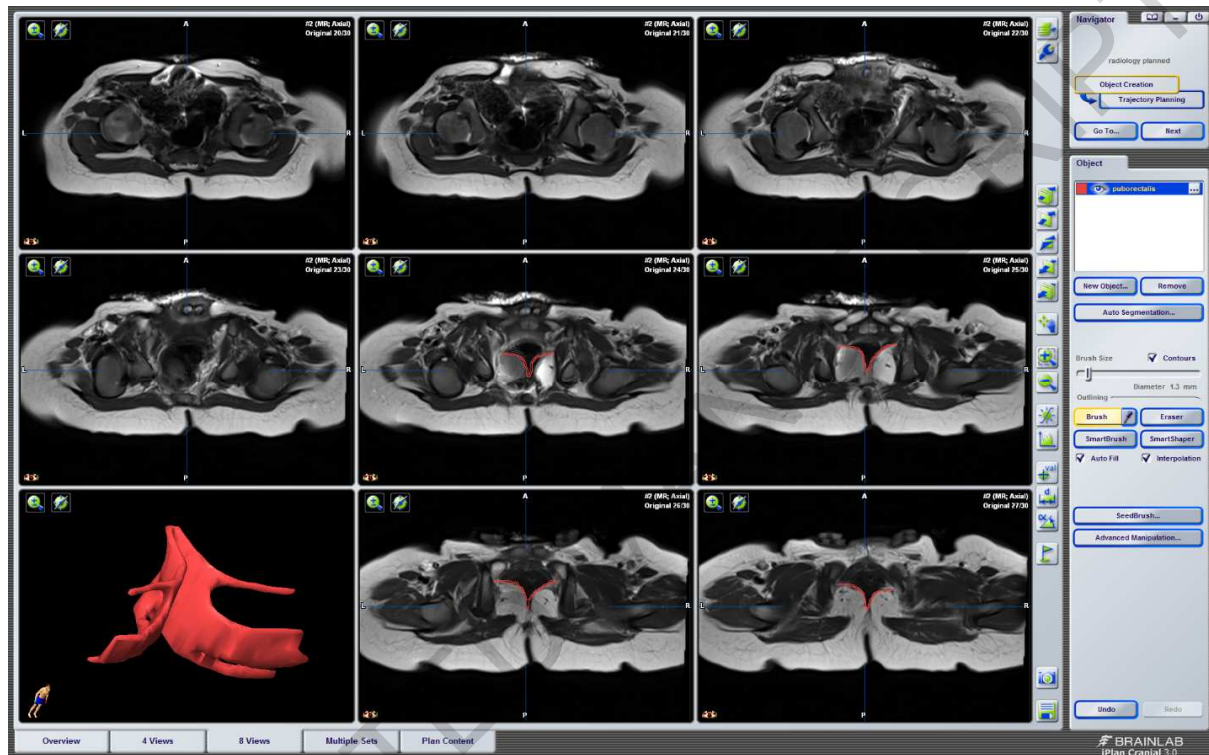 A
#2 (MR; Axial)
Original 20/30
L
P
A
#2 (MR; Axial)
Original 21/30
P
A
#2 (MR; Axial)
Original 22/30
R
P
A
#2 (MR; Axial)
Original 23/30
L
P
A
#2 (MR; Axial)
Original 24/30
P
A
#2 (MR; Axial)
Original 25/30
R
P
A
#2 (MR; Axial)
Original 26/30
L
P
A
#2 (MR; Axial)
Original 27/30
R
P
Overview
4 Views
8 Views
Multiple Sets
Plan Content
val
d
Navigator
radiology planned
Object Creation
Trajectory Planning
Go To...
Next
Object
puborectalis
...
New Object...
Remove
Auto Segmentation...
Brush Size
Contours
Diameter 1.3 mm
Outlining
Brush
Eraser
SmartBrush
SmartShaper
Auto Fill
Interpolation
SeedBrush...
Advanced Manipulation...
Undo
Redo
BRAINLAB
iPlan Cranial 3.0